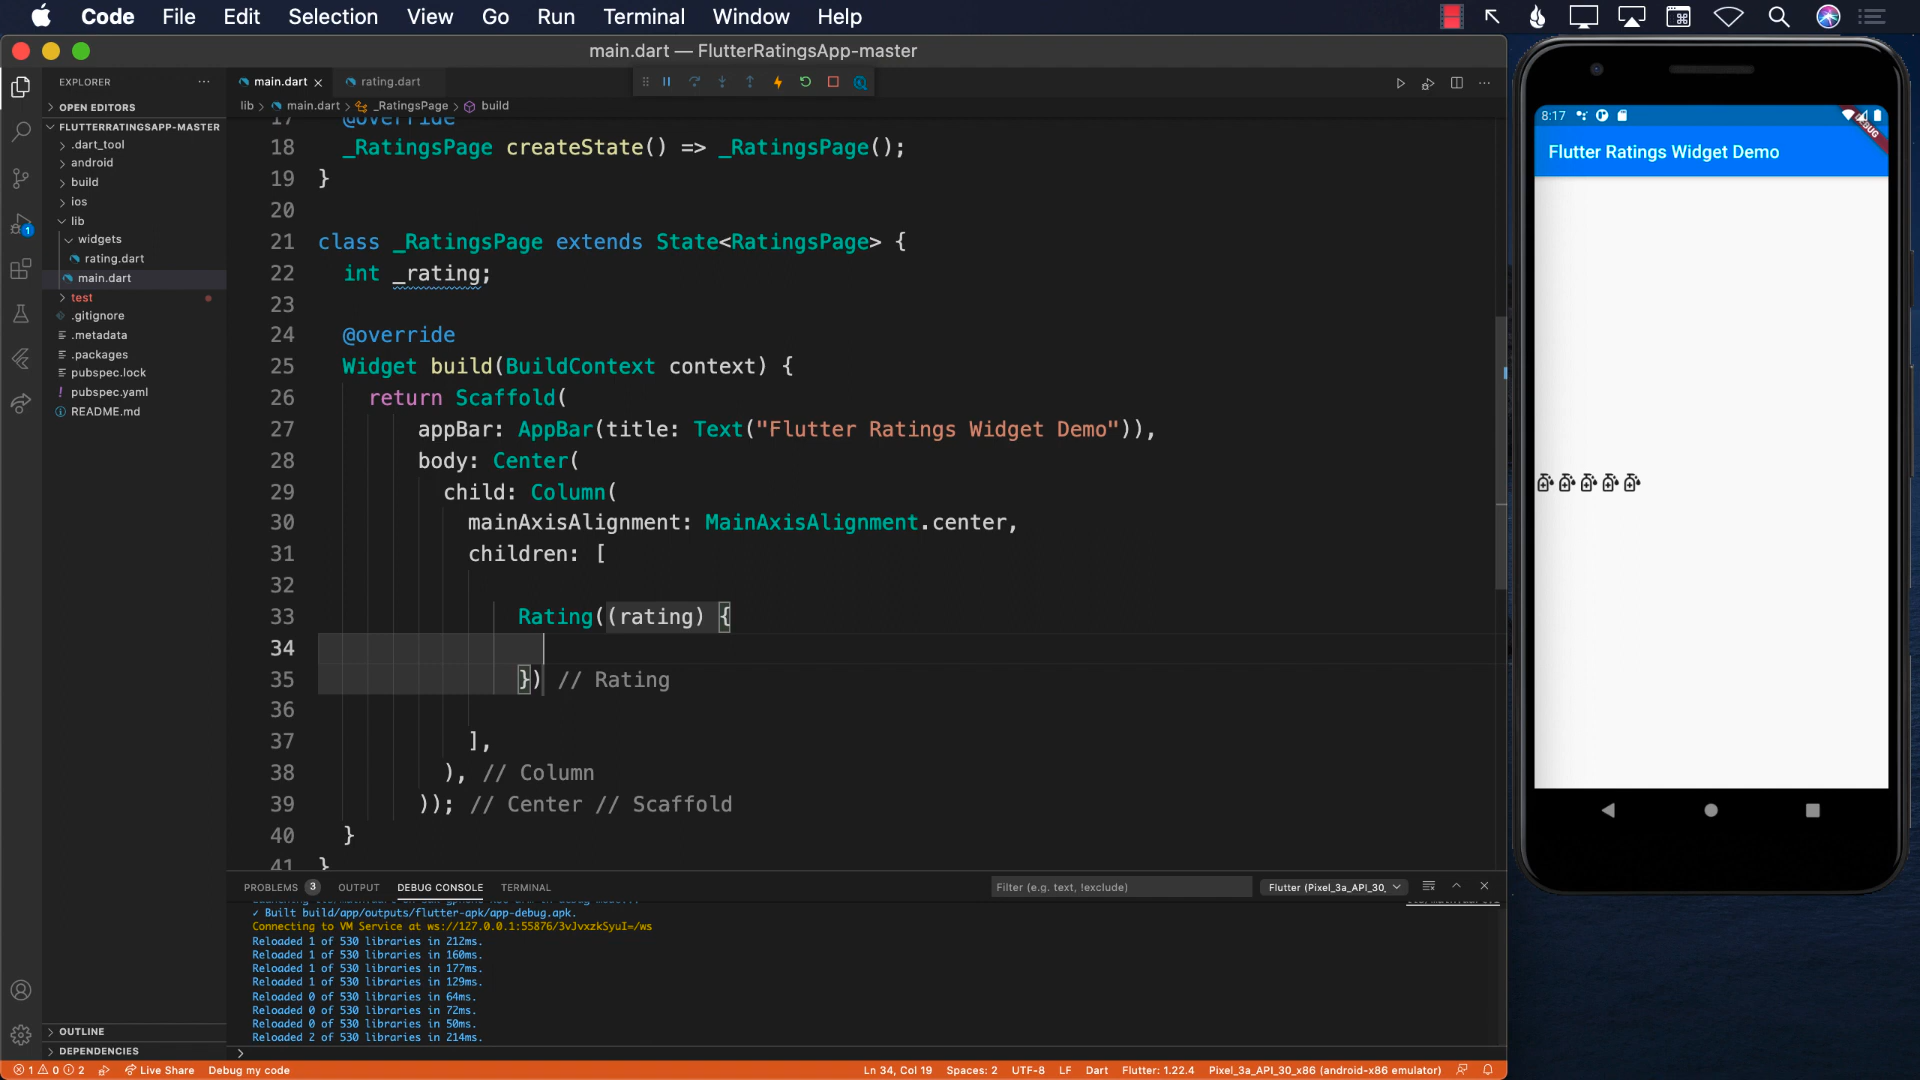 Code File Edit Selection View Go Run Terminal Window Help
main.dart — FlutterRatingsApp-master
EXPLORER
OPEN EDITORS
FLUTTERRATINGSAPP-MASTER
.dart_tool
android
build
ios
lib
widgets
rating.dart
main.dart
test
.gitignore
.metadata
.packages
pubspec.lock
pubspec.yaml
README.md
OUTLINE
DEPENDENCIES
1
main.dart rating.dart
lib > main.dart > _RatingsPage > build
17 @override
18 _RatingsPage createState() => _RatingsPage();
19 }
20
21 class _RatingsPage extends State<RatingsPage> {
22 int _rating;
23
24 @override
25 Widget build(BuildContext context) {
26 return Scaffold(
27 appBar: AppBar(title: Text("Flutter Ratings Widget Demo")),
28 body: Center(
29 child: Column(
30 mainAxisAlignment: MainAxisAlignment.center,
31 children: [
32
33 Rating((rating) {
34
35 }) // Rating
36
37 ],
38 ), // Column
39 )); // Center // Scaffold
40 }
41 }
PROBLEMS 3 OUTPUT DEBUG CONSOLE TERMINAL
Filter (e.g. text, !exclude)
Flutter (Pixel_3a_API_30_
✓ Built build/app/outputs/flutter-apk/app-debug.apk.
Connecting to VM Service at ws://127.0.0.1:55876/3vJvxzkSyuI=/ws
Reloaded 1 of 530 libraries in 212ms.
Reloaded 1 of 530 libraries in 160ms.
Reloaded 1 of 530 libraries in 177ms.
Reloaded 1 of 530 libraries in 129ms.
Reloaded 0 of 530 libraries in 64ms.
Reloaded 0 of 530 libraries in 72ms.
Reloaded 0 of 530 libraries in 50ms.
Reloaded 2 of 530 libraries in 214ms.
1 0 2 Live Share Debug my code
Ln 34, Col 19 Spaces: 2 UTF-8 LF Dart Flutter: 1.22.4 Pixel_3a_API_30_x86 (android-x86 emulator)
8:17
DEBUG
Flutter Ratings Widget Demo